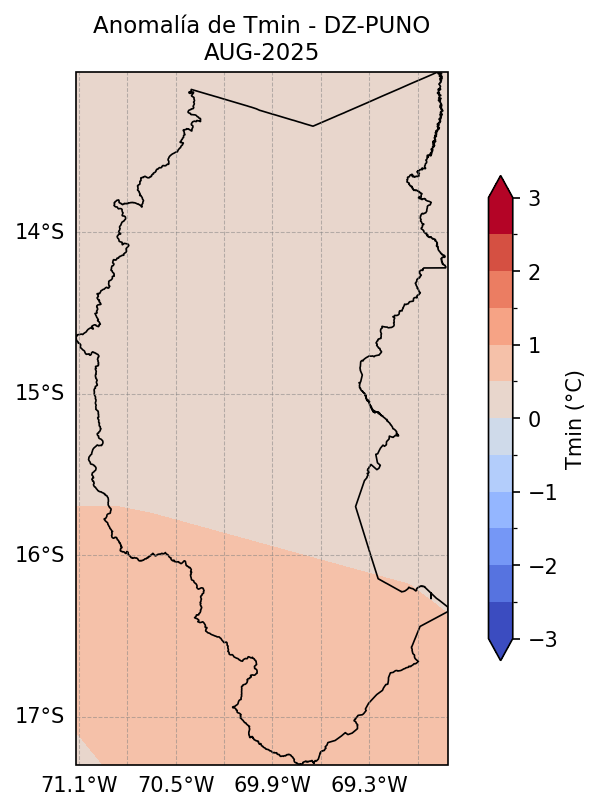 Anomalía de Tmin - DZ-PUNO
AUG-2025
14°S
15°S
16°S
17°S
71.1°W 70.5°W 69.9°W 69.3°W
3
2
1
0
−1
−2
−3
Tmin (°C)